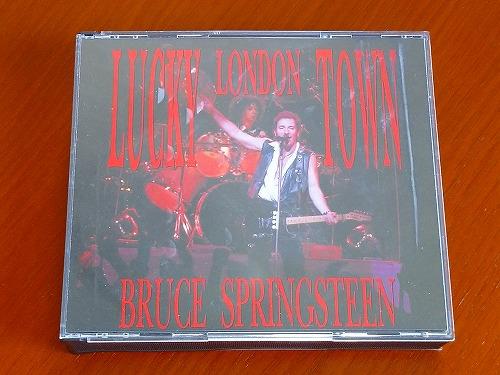 LUCKY LONDON TOWN
BRUCE SPRINGSTEEN